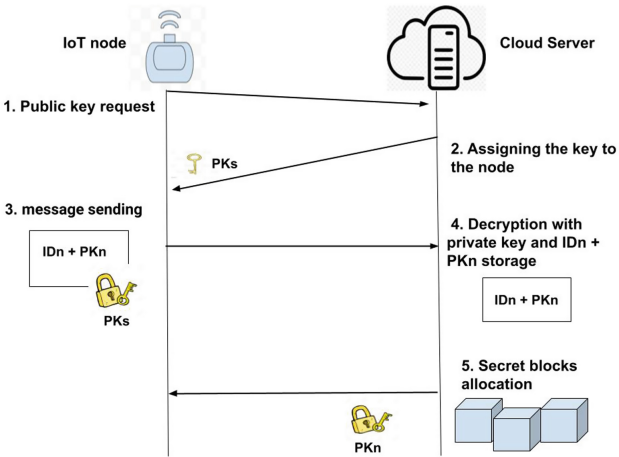 IoT node
Cloud Server
1. Public key request
2. Assigning the key to
the node
PKs
3. message sending
IDn + PKn
PKs
4. Decryption with
private key and IDn +
PKn storage
IDn + PKn
5. Secret blocks
allocation
PKn